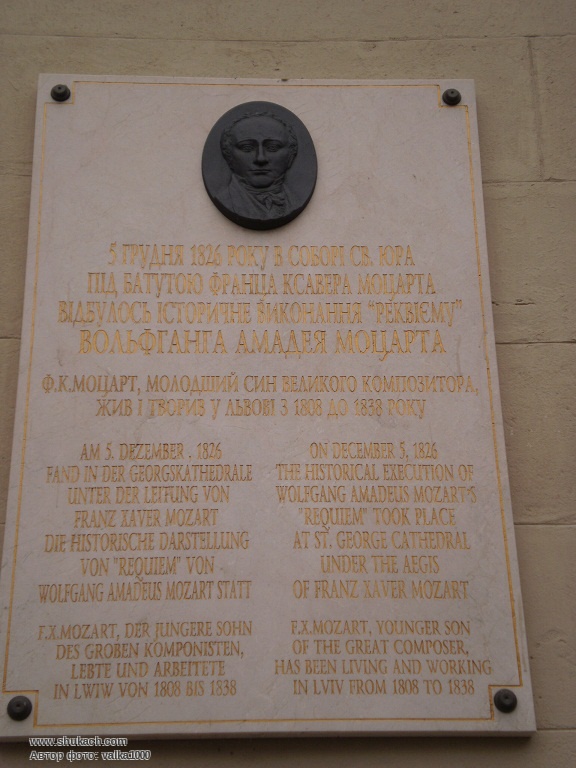 5 ГРУДНЯ 1826 РОКУ В СОБОРІ СВ. ЮРА
ПІД БАТУТОЮ ФРАНЦА КСАВЕРА МОЦАРТА
ВІДБУЛОСЬ ІСТОРИЧНЕ ВИКОНАННЯ “РЕКВІЄМУ”
ВОЛЬФГАНГА АМАДЕЯ МОЦАРТА
Ф.К.МОЦАРТ, МОЛОДШИЙ СИН ВЕЛИКОГО КОМПОЗИТОРА,
ЖИВ І ТВОРИВ У ЛЬВОВІ З 1808 ДО 1838 РОКУ
AM 5. DEZEMBER . 1826
FAND IN DER GEORGSKATHEDRALE
UNTER DER LEITUNG VON
FRANZ XAVER MOZART
DIE HISTORISCHE DARSTELLUNG
VON "REQUIEM" VON
WOLFGANG AMADEUS MOZART STATT
F.X.MOZART, DER JUNGERE SOHN
DES GROBEN KOMPONISTEN,
LEBTE UND ARBEITETE
IN LWIW VON 1808 BIS 1838
ON DECEMBER 5, 1826
THE HISTORICAL EXECUTION OF
WOLFGANG AMADEUS MOZART'S
"REQUIEM" TOOK PLACE
AT ST. GEORGE CATHEDRAL
UNDER THE AEGIS
OF FRANZ XAVER MOZART
F.X.MOZART, YOUNGER SON
OF THE GREAT COMPOSER,
HAS BEEN LIVING AND WORKING
IN LVIV FROM 1808 TO 1838
www.shukach.com
Автор фото: valka1000